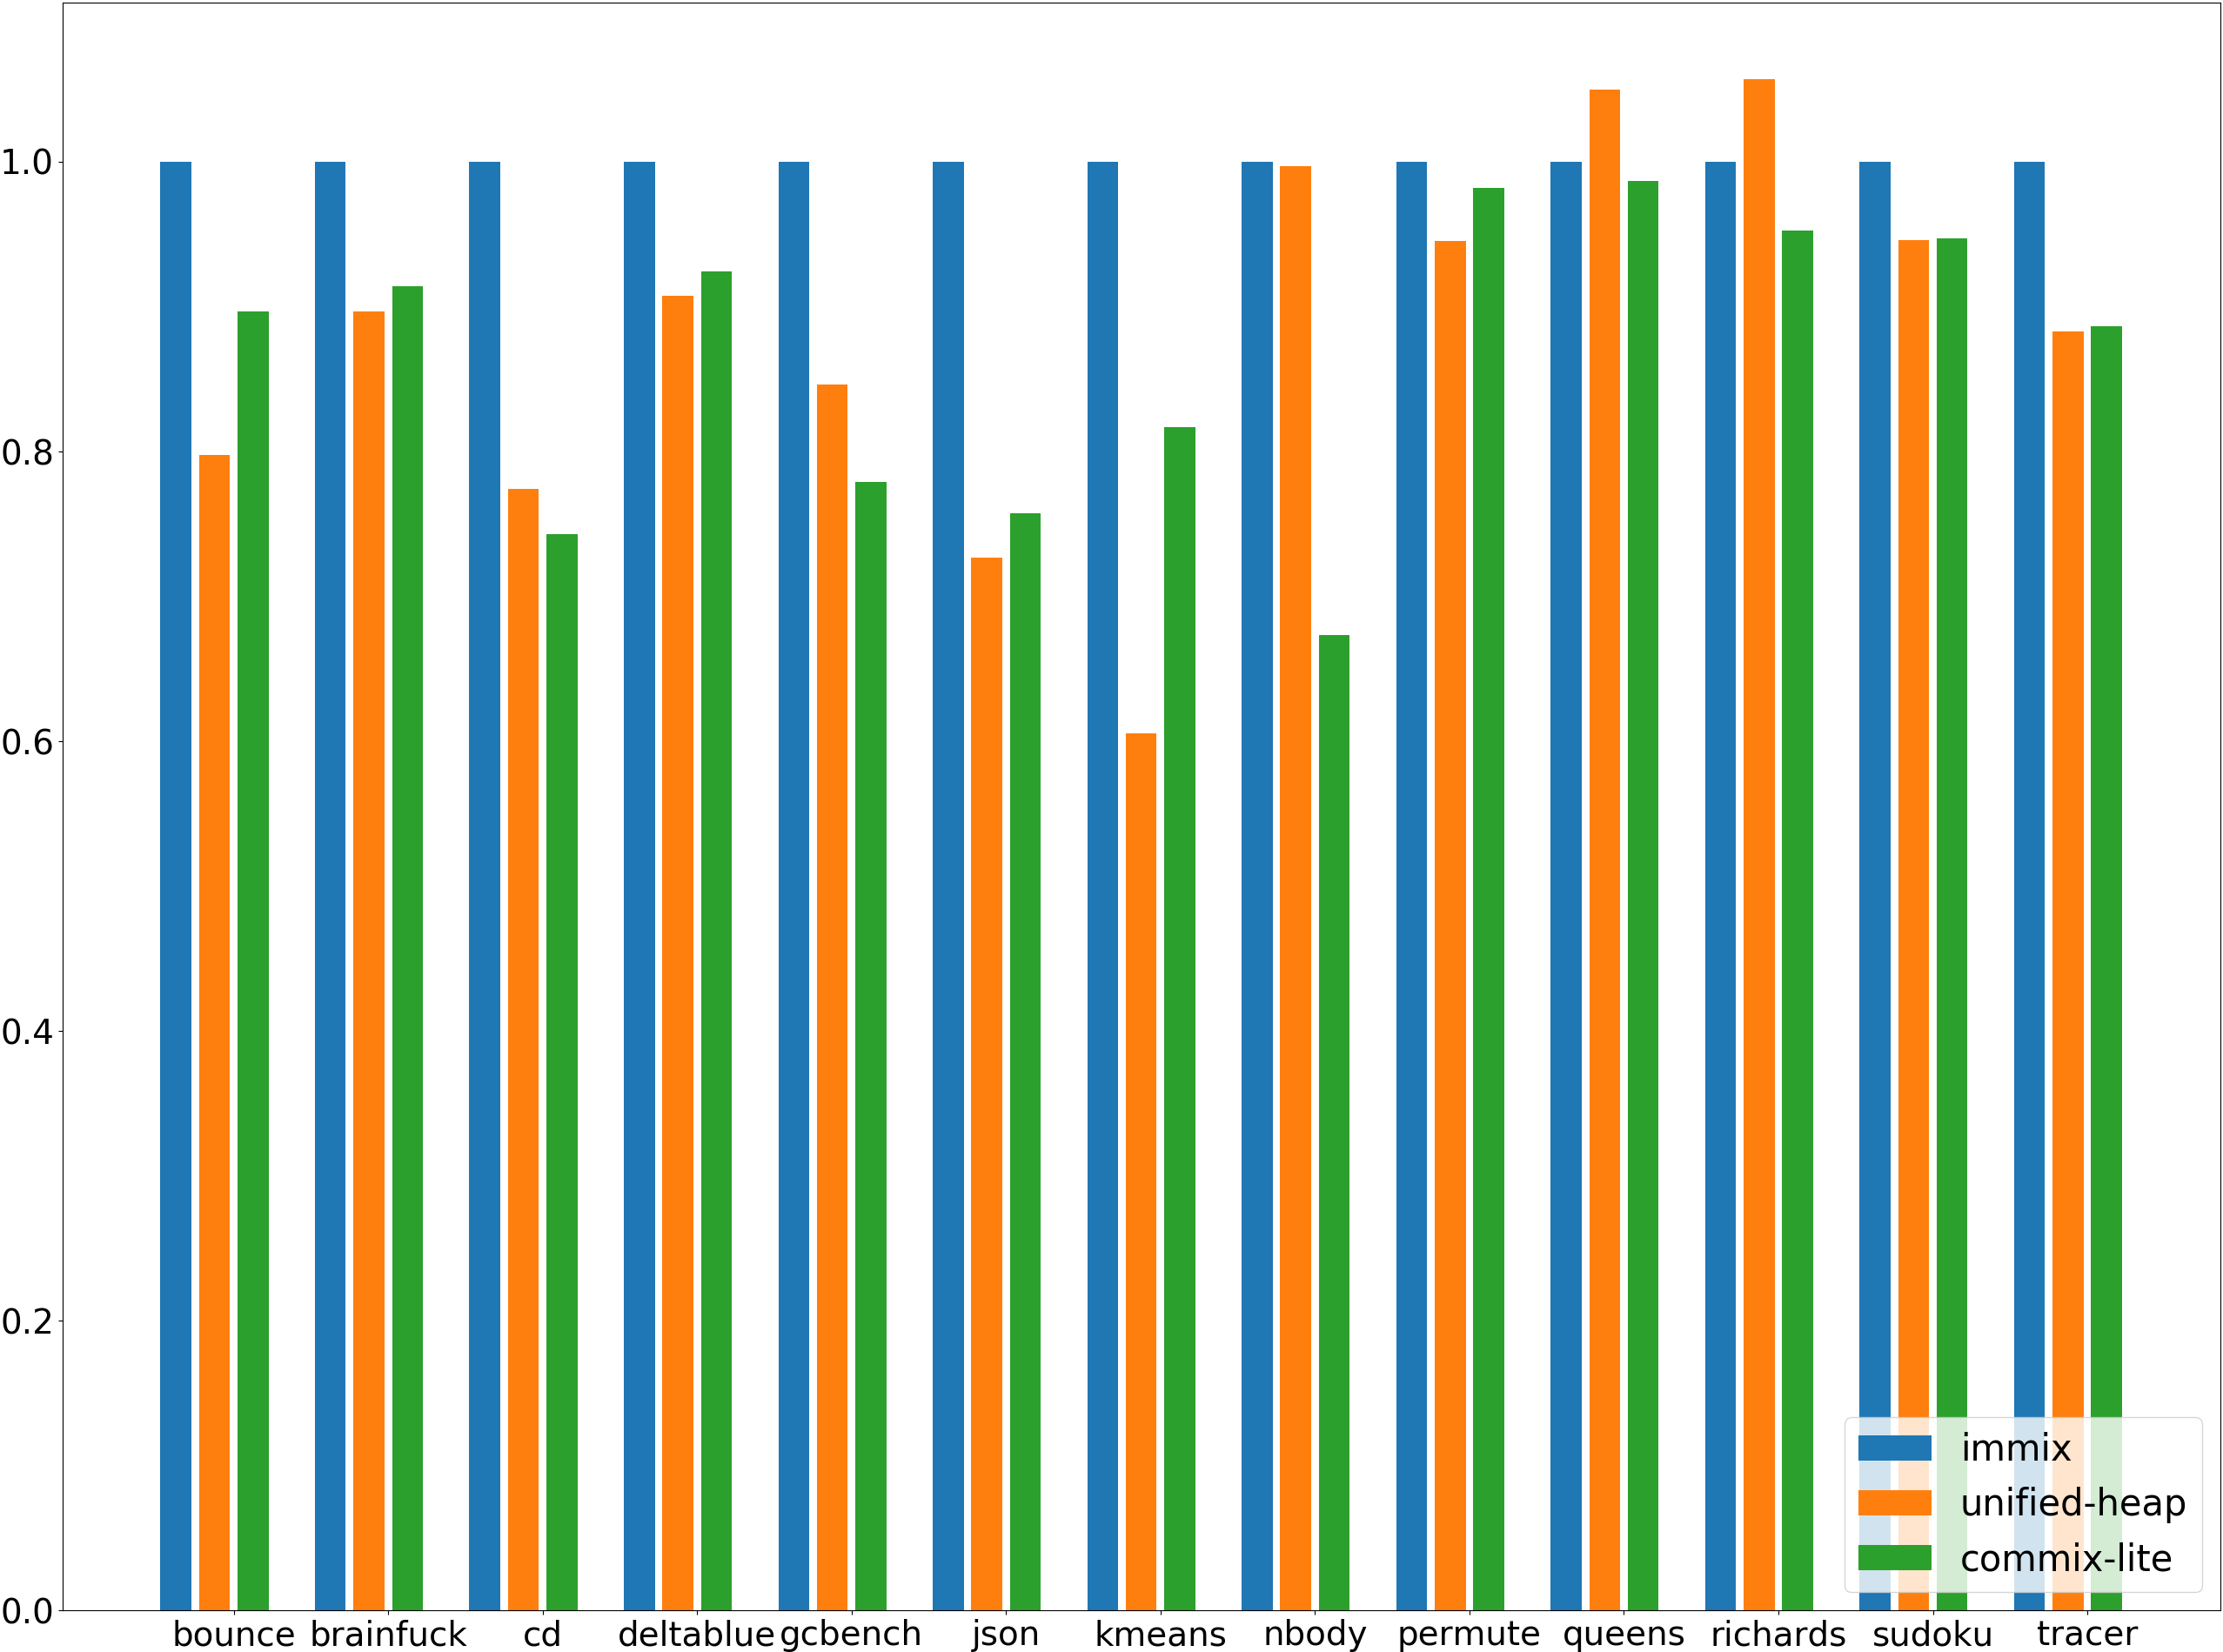 1.0
0.8
0.6
0.4
0.2
0.0
bounce brainfuck cd deltablue gcbench json kmeans nbody permute queens richards sudoku tracer
immix
unified-heap
commix-lite